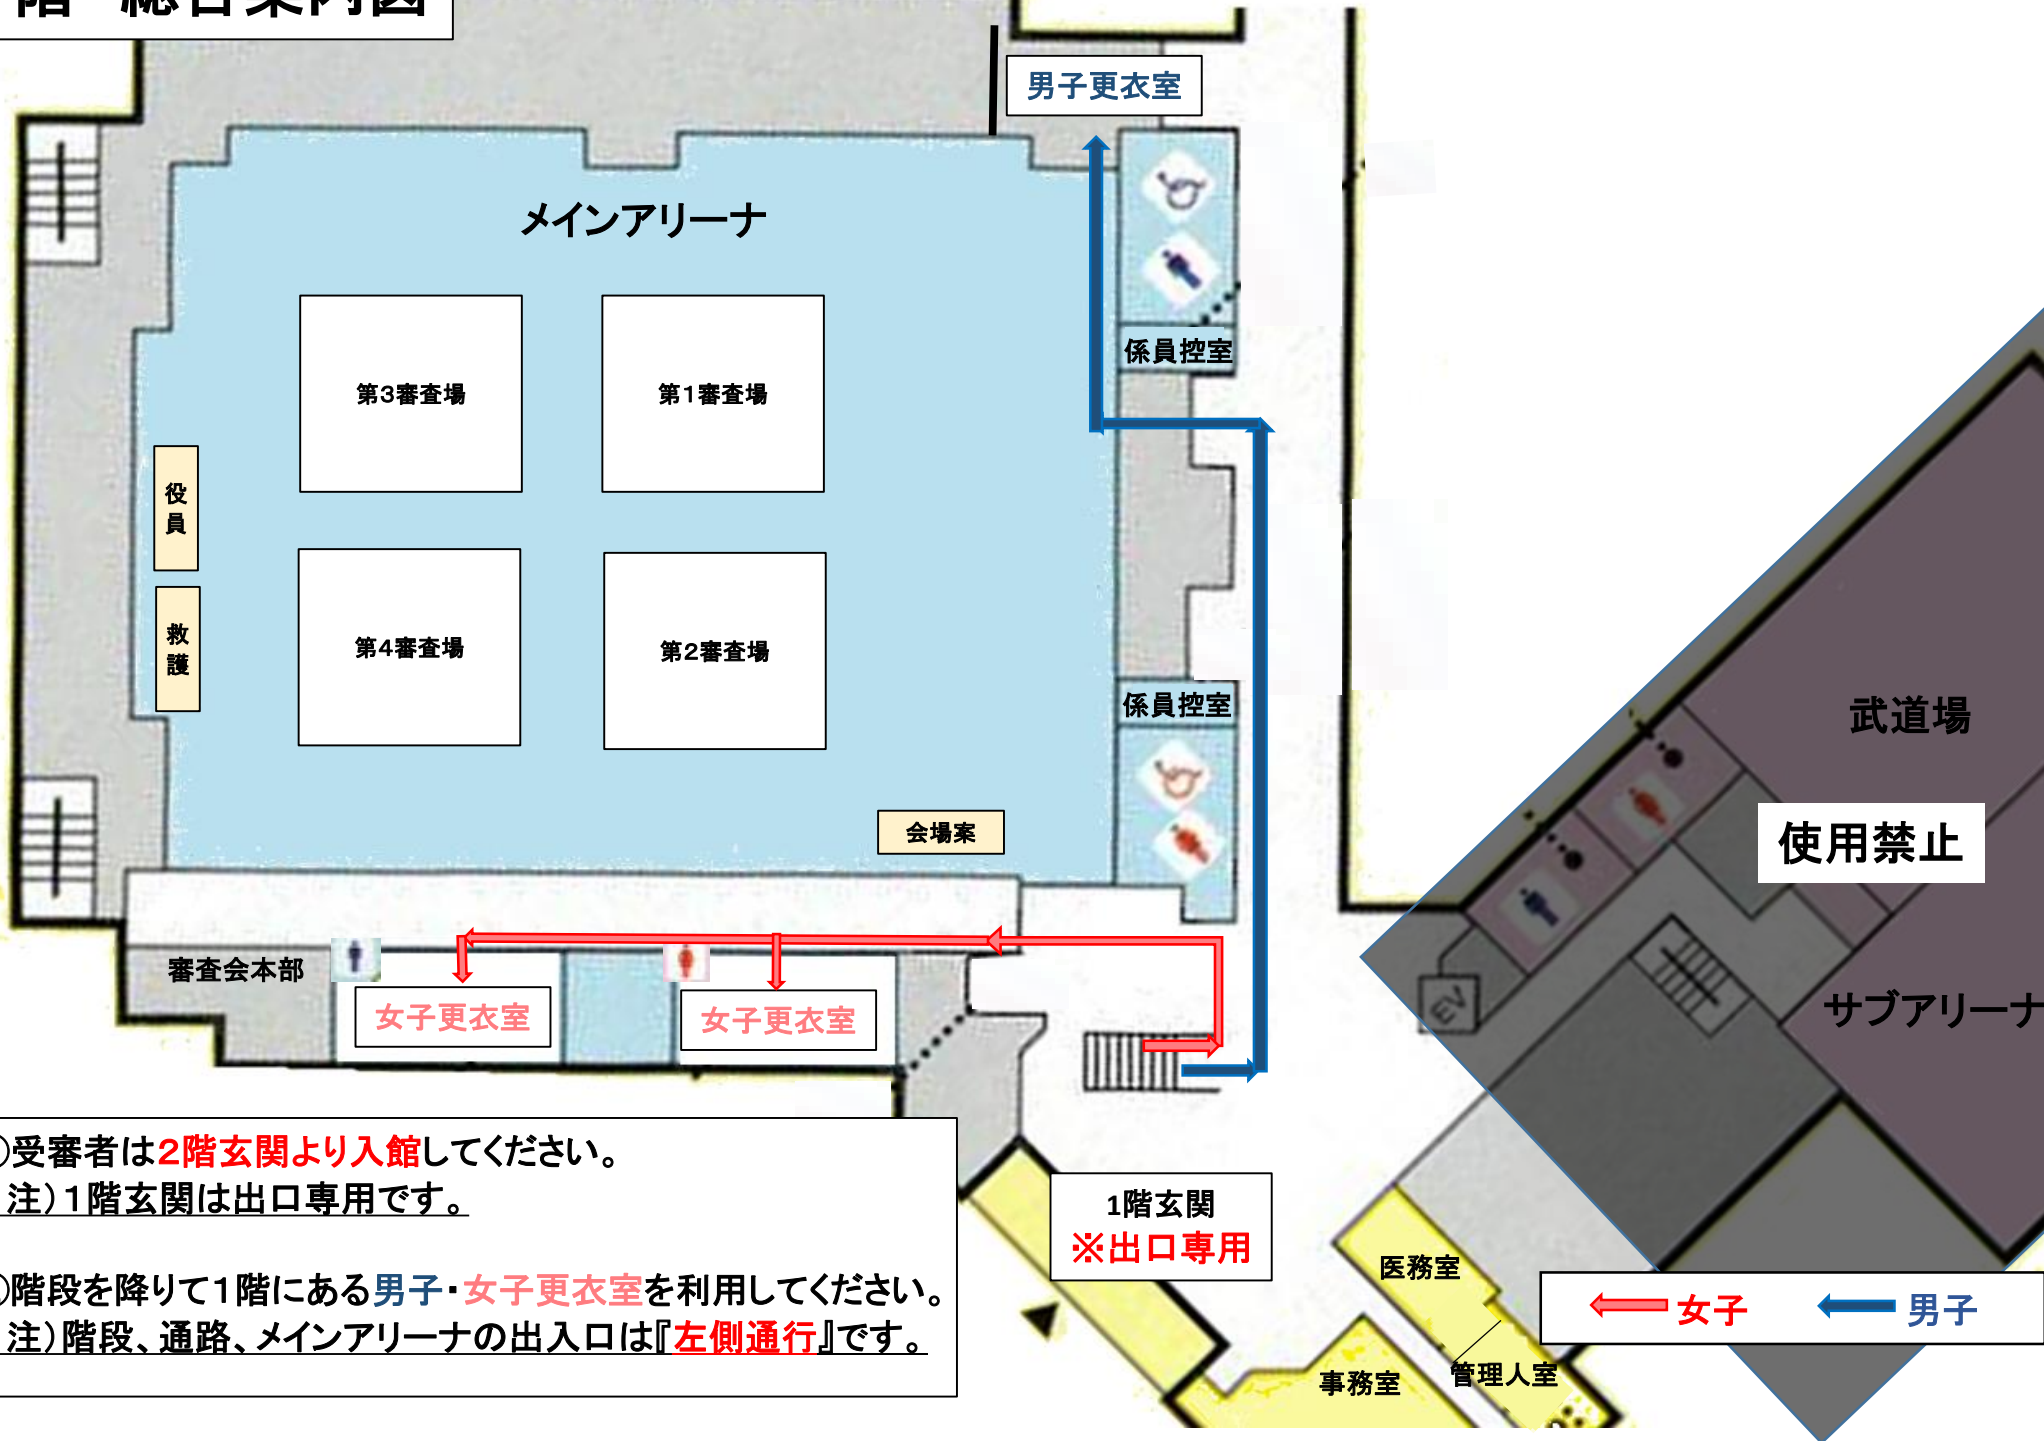 階 総合案内図
男子更衣室
メインアリーナ
係員控室
第3審査場
第1審査場
役員
救護
第4審査場
第2審査場
係員控室
武道場
会場案
使用禁止
審査会本部
女子更衣室
女子更衣室
EV
サブアリーナ
受審者は2階玄関より入館してください。
注)1階玄関は出口専用です。
階段を降りて1階にある男子・女子更衣室を利用してください。
注)階段、通路、メインアリーナの出入口は『左側通行』です。
1階玄関
※出口専用
医務室
女子
男子
事務室
管理人室